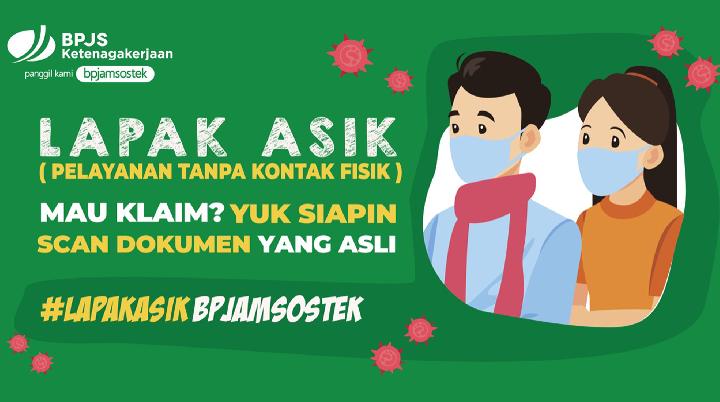 BPJS
Ketenagakerjaan
panggil kami bpjamsostek
LAPAK ASIK
( PELAYANAN TANPA KONTAK FISIK )
MAU KLAIM? YUK SIAPIN
SCAN DOKUMEN YANG ASLI
#LAPAKASIK BPJAMSOSTEK